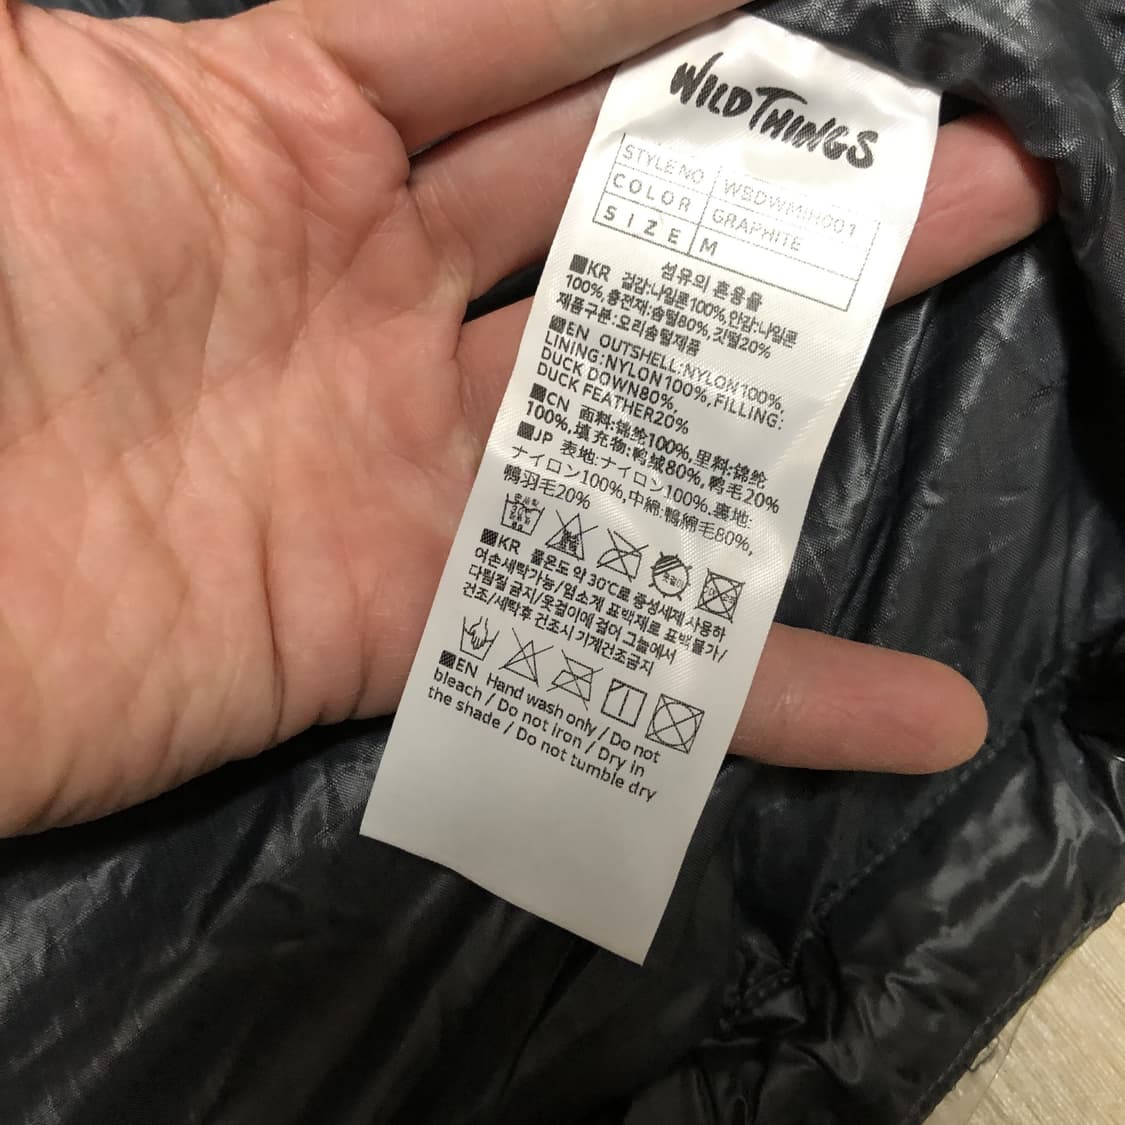 WILDTHINGS
STYLE NO WBDWMIH001
COLOR GRAPHITE
SIZE M
섬유의 혼용율
■KR 겉감:나일론100%,안감:나일론
100%,충전재:솜털80%,깃털20%
제품구분:오리솜털제품
■EN OUTSHELL:NYLON100%,
LINING:NYLON100%,FILLING:
DUCK DOWN80%,
DUCK FEATHER20%
■CN 面料:锦纶100%,里料:锦纶
100%,填充物:鸭绒80%,鸭毛20%
■JP 表地:ナイロン100%.裏地:
ナイロン100%,中綿:鴨綿毛80%,
鴨羽毛20%
■KR 물온도 약 30℃로 중성세제 사용하
여손세탁가능/염소계 표백제로 표백불가/
다림질 금지/옷걸이에 걸어 그늘에서
건조/세탁후 건조시 기계건조금지
■EN Hand wash only / Do not
bleach / Do not iron / Dry in
the shade / Do not tumble dry